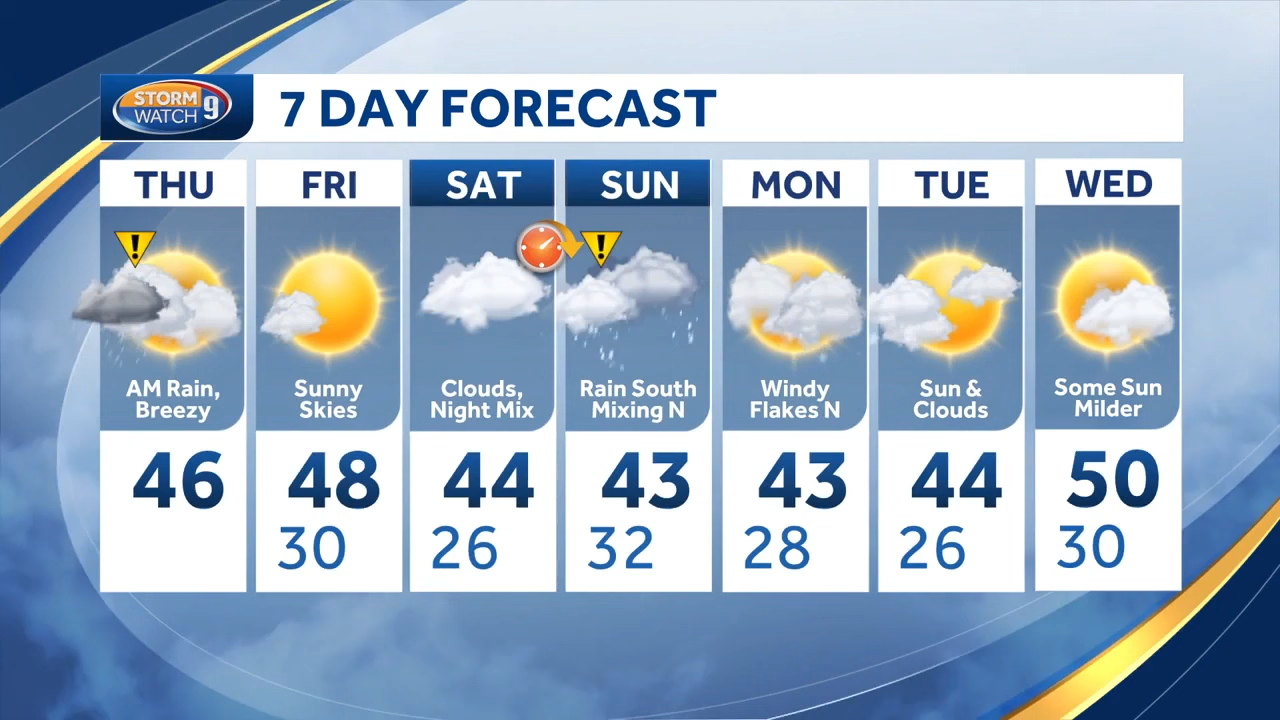 STORM
WATCH 9
7 DAY FORECAST
THU
FRI
SAT
SUN
MON
TUE
WED
!
!
AM Rain,
Breezy
Sunny
Skies
Clouds,
Night Mix
Rain South
Mixing N
Windy
Flakes N
Sun &
Clouds
Some Sun
Milder
46
48
44
43
43
44
50
30
26
32
28
26
30